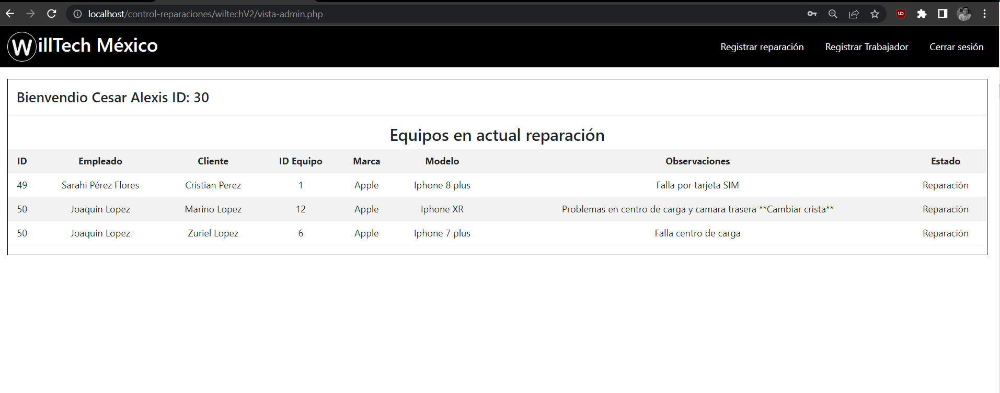 localhost/control-reparaciones/wiltechV2/vista-admin.php
WillTech México
Registrar reparación Registrar Trabajador Cerrar sesión
Bienvendio Cesar Alexis ID: 30
Equipos en actual reparación
ID Empleado Cliente ID Equipo Marca Modelo Observaciones Estado
49 Sarahi Pérez Flores Cristian Perez 1 Apple Iphone 8 plus Falla por tarjeta SIM Reparación
50 Joaquin Lopez Marino Lopez 12 Apple Iphone XR Problemas en centro de carga y camara trasera **Cambiar crista** Reparación
50 Joaquin Lopez Zuriel Lopez 6 Apple Iphone 7 plus Falla centro de carga Reparación